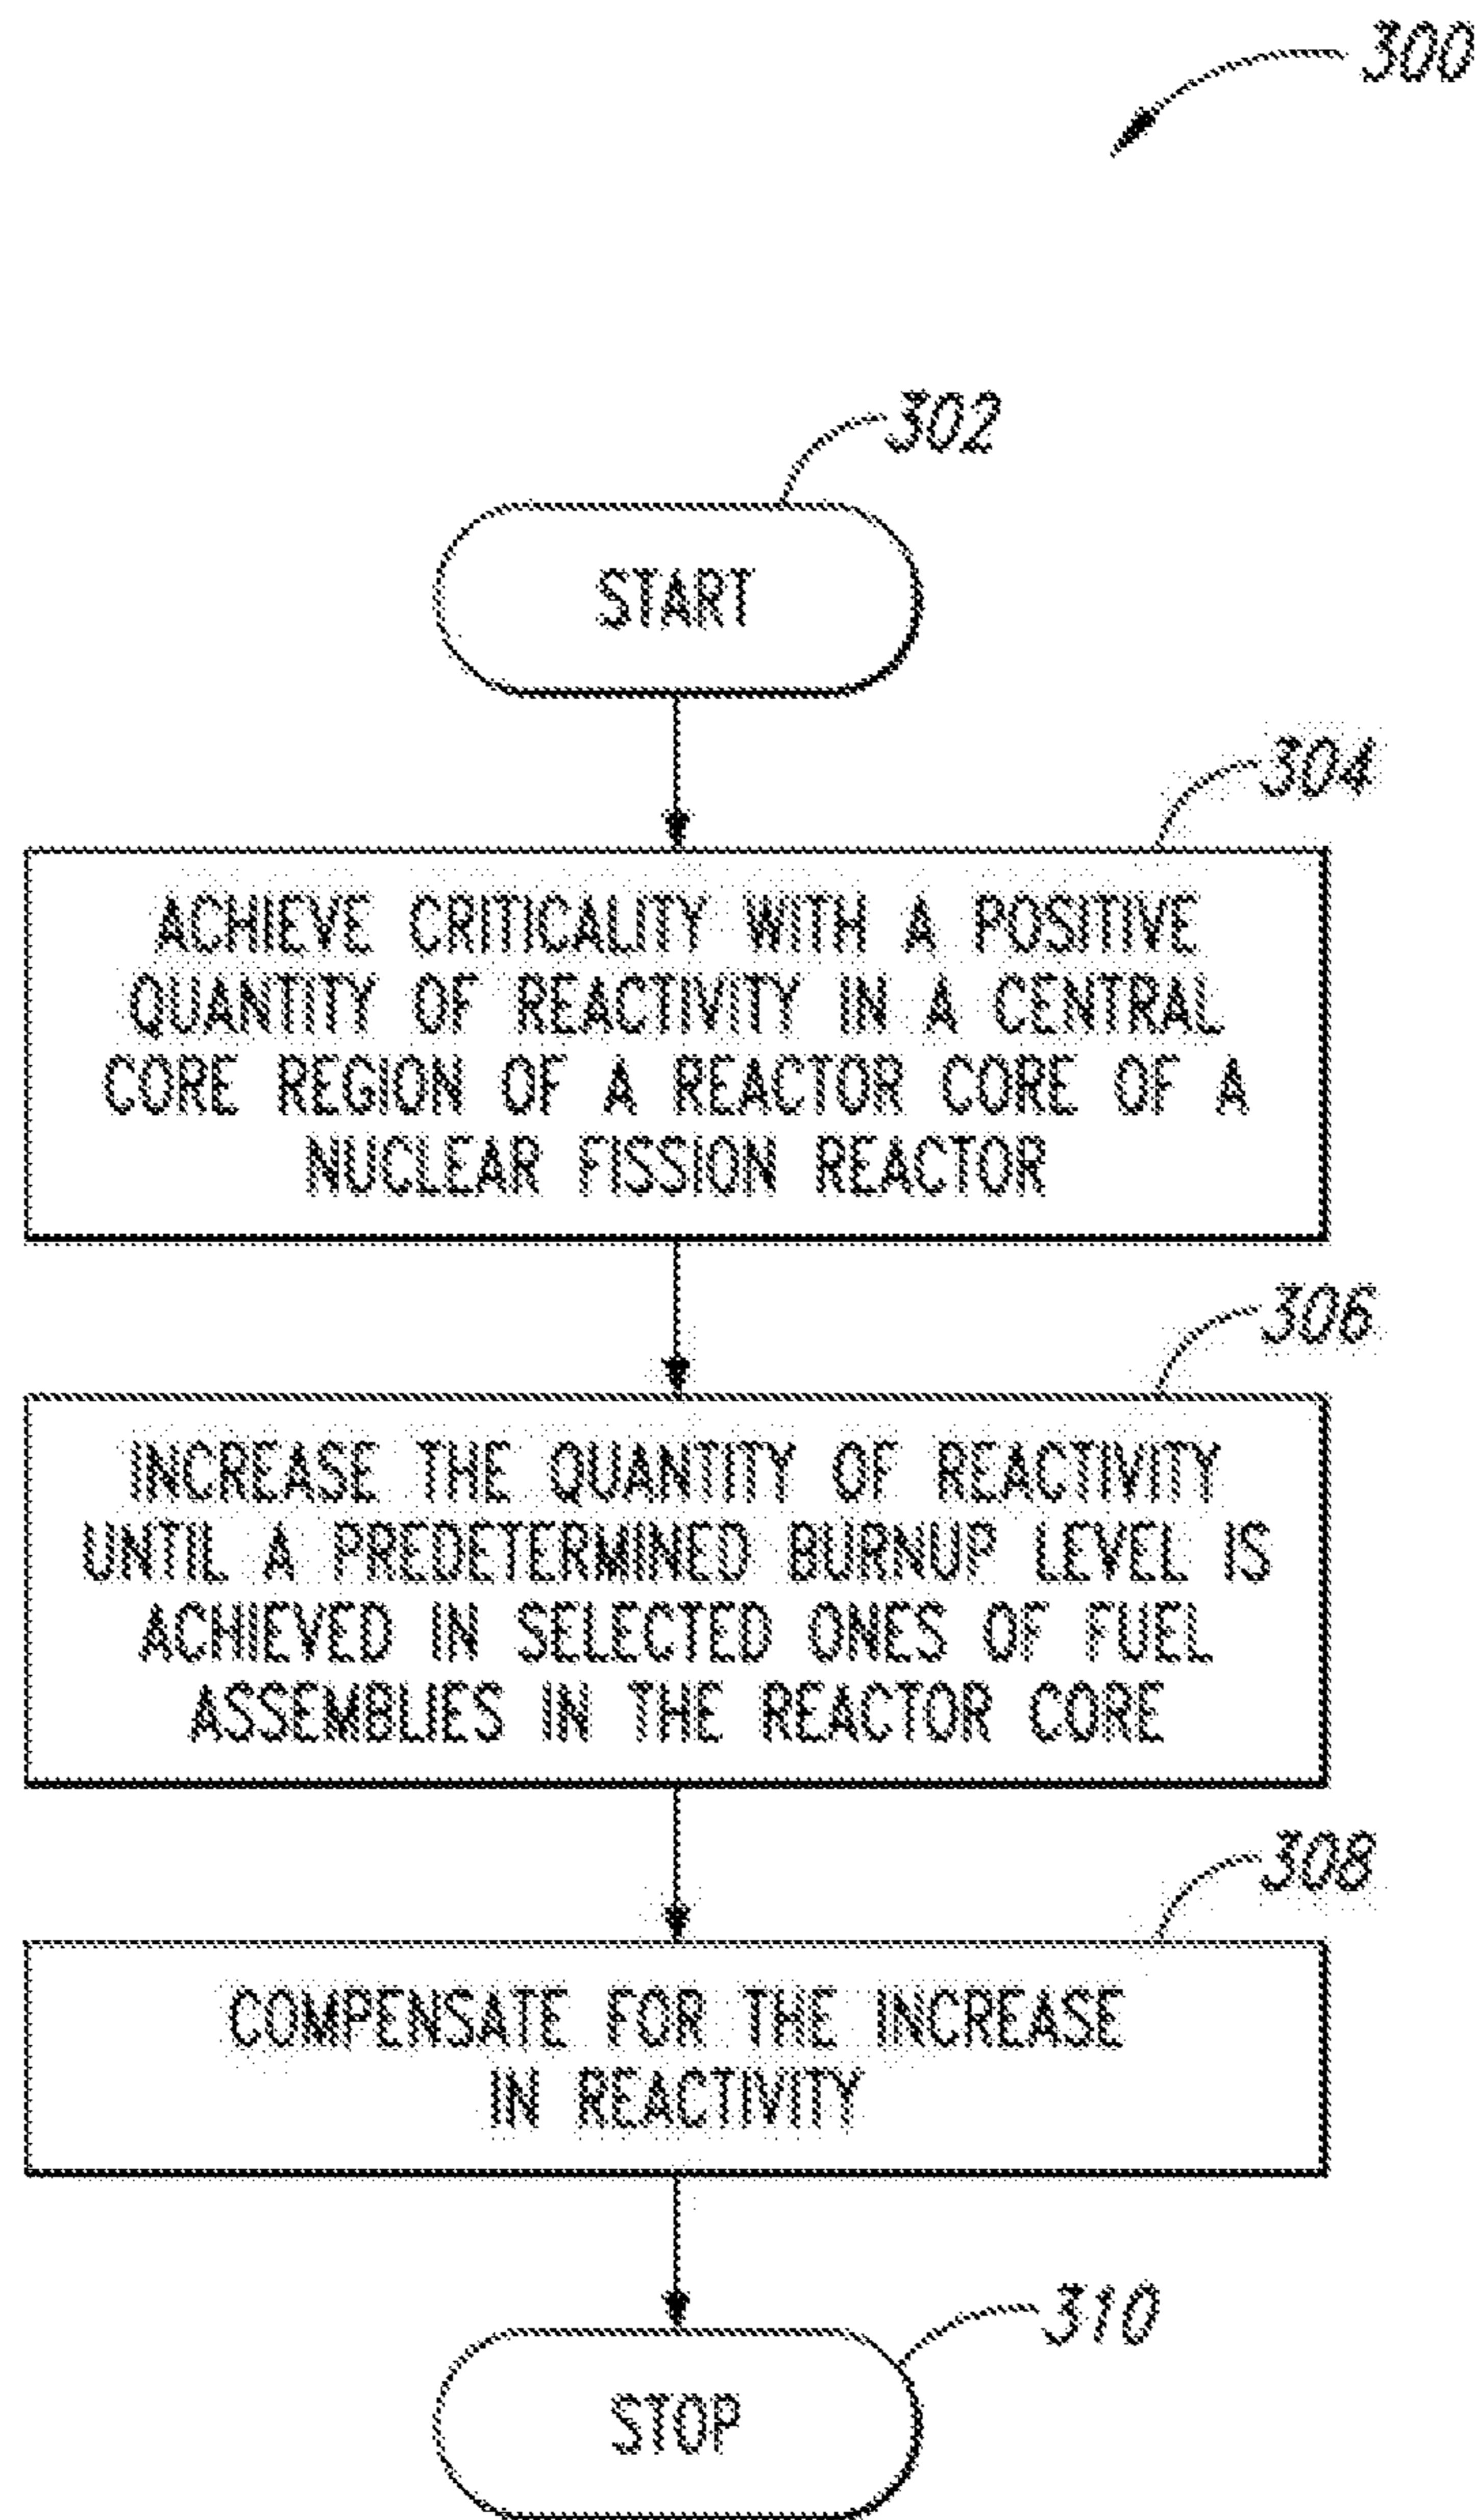 300
302
START
304
ACHIEVE CRITICALITY WITH A POSITIVE
QUANTITY OF REACTIVITY IN A CENTRAL
CORE REGION OF A REACTOR CORE OF A
NUCLEAR FISSION REACTOR
306
INCREASE THE QUANTITY OF REACTIVITY
UNTIL A PREDETERMINED BURNUP LEVEL IS
ACHIEVED IN SELECTED ONES OF FUEL
ASSEMBLIES IN THE REACTOR CORE
308
COMPENSATE FOR THE INCREASE
IN REACTIVITY
310
STOP